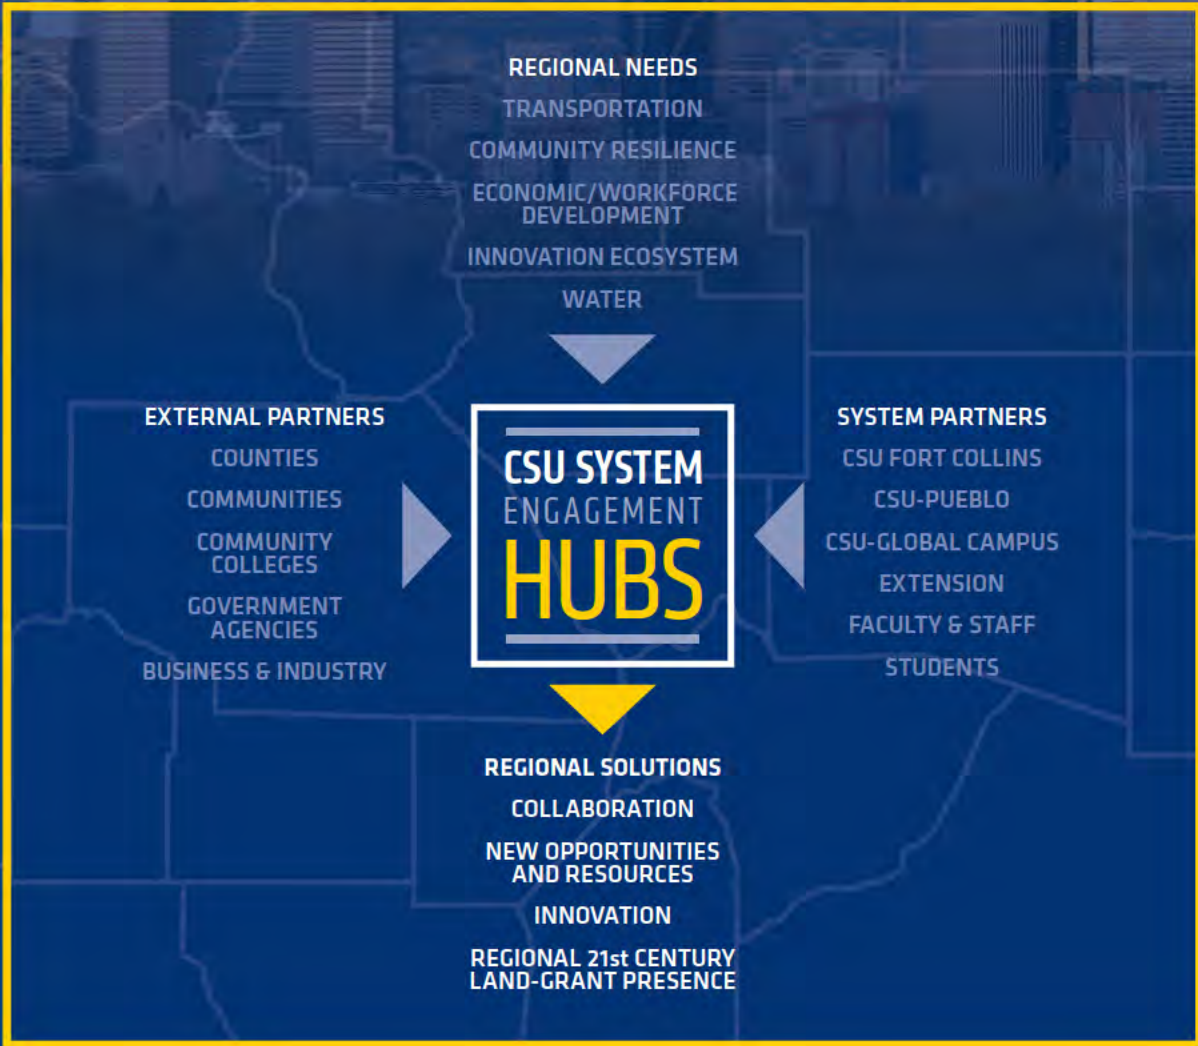 REGIONAL NEEDS
TRANSPORTATION
COMMUNITY RESILIENCE
ECONOMIC/WORKFORCE
DEVELOPMENT
INNOVATION ECOSYSTEM
WATER
EXTERNAL PARTNERS
COUNTIES
COMMUNITIES
COMMUNITY
COLLEGES
GOVERNMENT
AGENCIES
BUSINESS & INDUSTRY
CSU SYSTEM
ENGAGEMENT
HUBS
SYSTEM PARTNERS
CSU FORT COLLINS
CSU-PUEBLO
CSU-GLOBAL CAMPUS
EXTENSION
FACULTY & STAFF
STUDENTS
REGIONAL SOLUTIONS
COLLABORATION
NEW OPPORTUNITIES
AND RESOURCES
INNOVATION
REGIONAL 21st CENTURY
LAND-GRANT PRESENCE